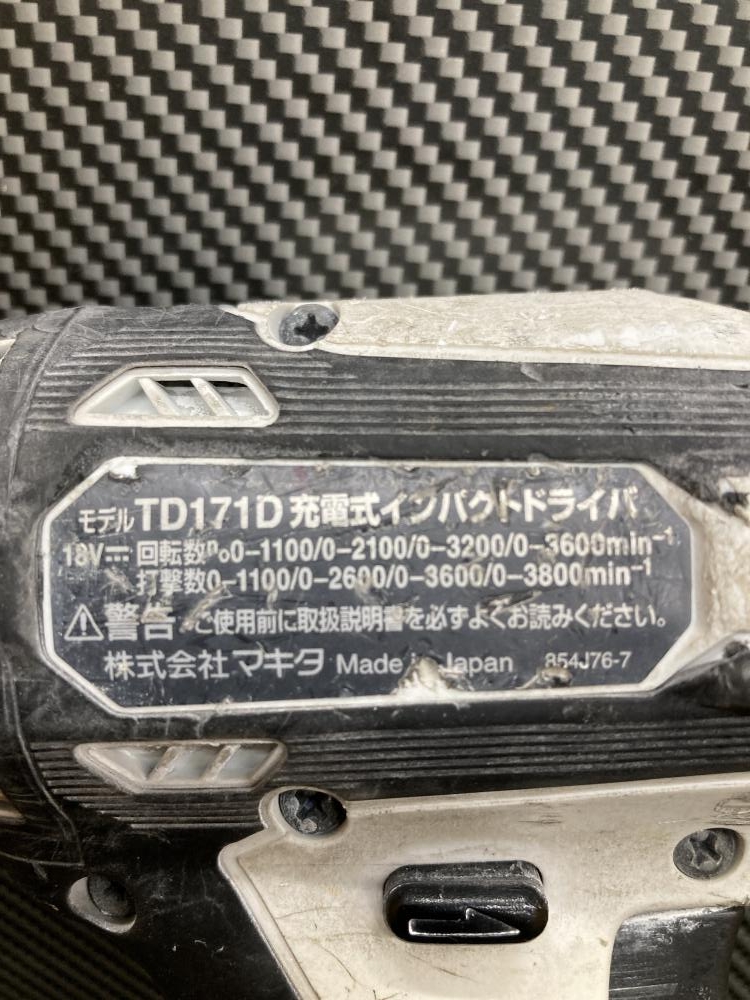 モデル TD171D 充電式インパクトドライバ
18V⎓ 回転数n₀0-1100/0-2100/0-3200/0-3600min⁻¹
打撃数0-1100/0-2600/0-3600/0-3800min⁻¹
⚠警告 ご使用前に取扱説明書を必ずよくお読みください。
株式会社 マキタ Made in Japan 854J76-7